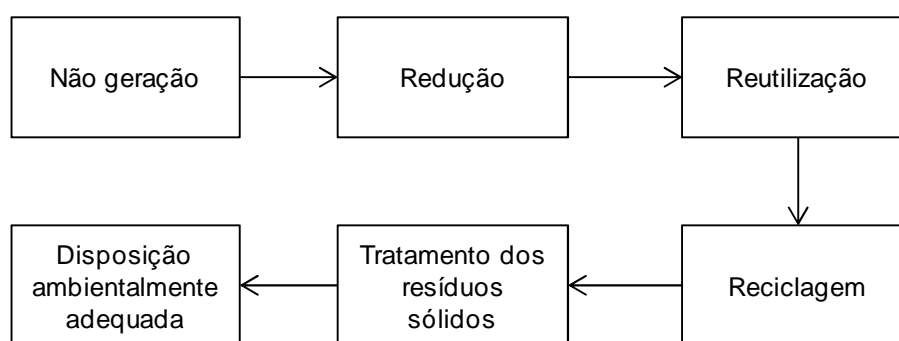 Não geração
Redução
Reutilização
Reciclagem
Tratamento dos
resíduos
sólidos
Disposição
ambientalmente
adequada